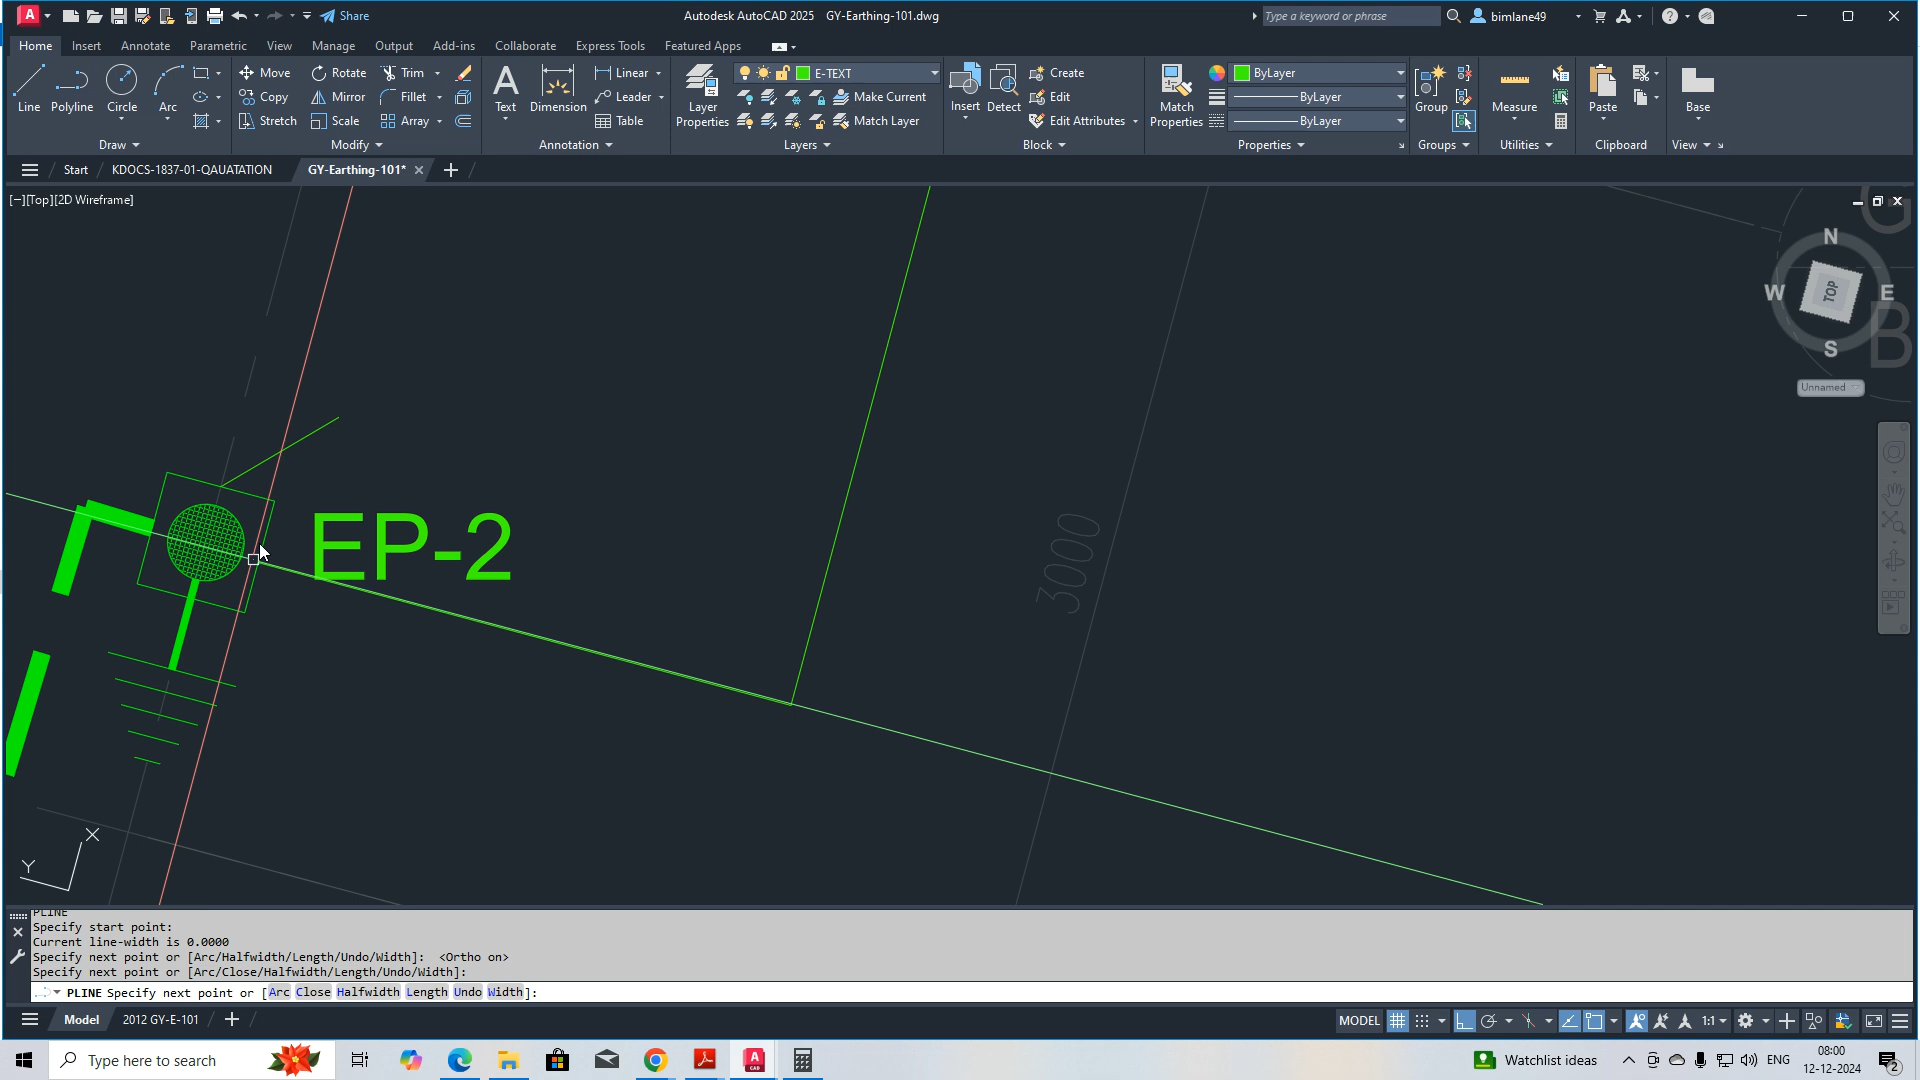 Share
Autodesk AutoCAD 2025 GY-Earthing-101.dwg
Type a keyword or phrase
bimlane49
Home Insert Annotate Parametric View Manage Output Add-ins Collaborate Express Tools Featured Apps
Line Polyline Circle Arc
Move Rotate Trim
Copy Mirror Fillet
Stretch Scale Array
Text Dimension
Linear
Leader
Table
Layer Properties
E-TEXT
Make Current
Match Layer
Insert Detect
Create
Edit
Edit Attributes
Match Properties
ByLayer
ByLayer
ByLayer
Group
Measure
Paste
Base
Draw Modify Annotation Layers Block Properties Groups Utilities Clipboard View
Start KDOCS-1837-01-QAUATATION GY-Earthing-101*
[−][Top][2D Wireframe]
N
W TOP E
S
Unnamed
G
B
EP-2
3000
X
Y
PLINE
Specify start point:
Current line-width is 0.0000
Specify next point or [Arc/Halfwidth/Length/Undo/Width]: <Ortho on>
Specify next point or [Arc/Close/Halfwidth/Length/Undo/Width]:
PLINE Specify next point or [Arc Close Halfwidth Length Undo Width]:
Model 2012 GY-E-101
MODEL 1:1
Type here to search
Watchlist ideas
ENG
08:00
12-12-2024
2